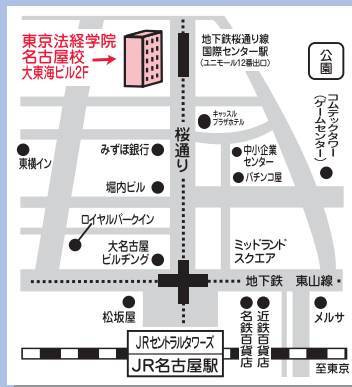 東京法経学院
名古屋校
大東海ビル2F
地下鉄桜通り線
国際センター駅
(ユニモール12番出口)
公園
コムテックタワー
(ゲームセンター)
キャッスル
プラザホテル
桜通り
みずほ銀行
中小企業
センター
東横イン
堀内ビル
パチンコ屋
ロイヤルパークイン
大名古屋
ビルヂング
ミッドランド
スクエア
地下鉄 東山線
松坂屋
名鉄百貨店
近鉄百貨店
メルサ
JRセントラルタワーズ
JR名古屋駅
至東京